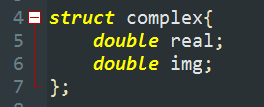 4 struct complex{
5 double real;
6 double img;
7 };